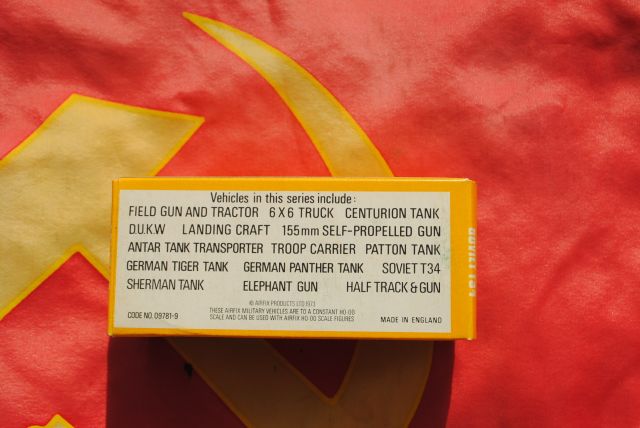 Vehicles in this series include:
FIELD GUN AND TRACTOR 6 X 6 TRUCK CENTURION TANK
D.U.K.W LANDING CRAFT 155mm SELF-PROPELLED GUN
ANTAR TANK TRANSPORTER TROOP CARRIER PATTON TANK
GERMAN TIGER TANK GERMAN PANTHER TANK SOVIET T34
SHERMAN TANK ELEPHANT GUN HALF TRACK & GUN
© AIRFIX PRODUCTS LTD 1973
THESE AIRFIX MILITARY VEHICLES ARE TO A CONSTANT HO-OO
SCALE AND CAN BE USED WITH AIRFIX HO-OO SCALE FIGURES
CODE NO. 09781-9
MADE IN ENGLAND